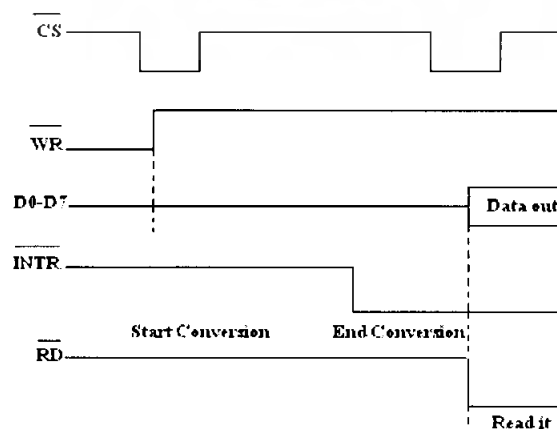 CS
WR
D0-D7
Data out
INTR
Start Conversion
End Conversion
RD
Read it